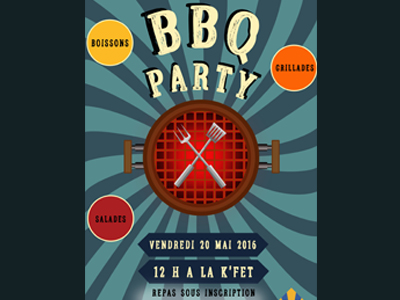 BBQ
PARTY
BOISSONS
GRILLADES
SALADES
VENDREDI 20 MAI 2016
12 H A LA K'FET
REPAS SOUS INSCRIPTION